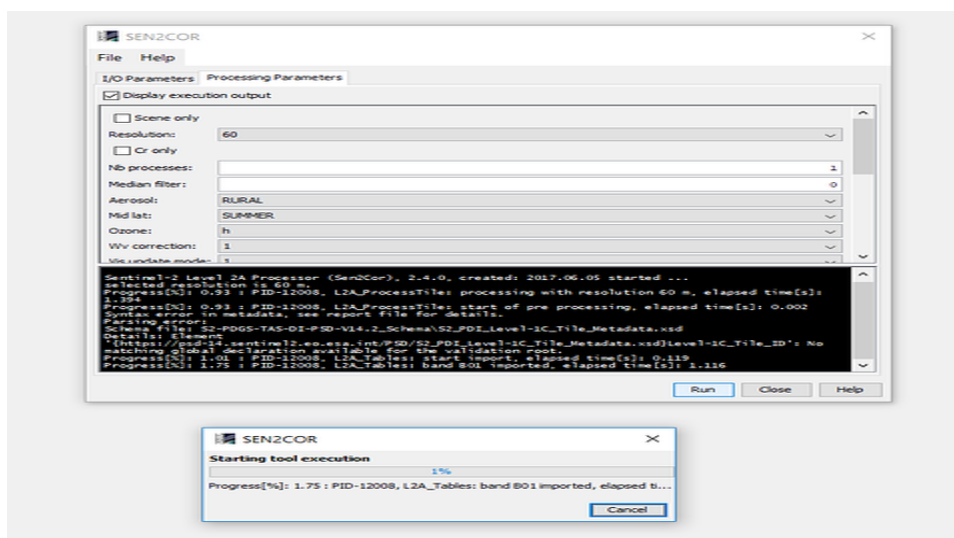 SEN2COR
File Help
I/O Parameters Processing Parameters
Display execution output
Scene only
Resolution: 60
Cr only
Nb processes: 1
Median filter: 0
Aerosol: RURAL
Mid lat: SUMMER
Ozone: h
Wv correction: 1
Vis update mode: 1
Sentinel-2 Level 2A Processor (Sen2Cor), 2.4.0, created: 2017.06.05 started ...
selected resolution is 60 m.
Progress[%]: 0.93 : PID-12008, L2A_ProcessTile: processing with resolution 60 m, elapsed time[s]:
1.394
Progress[%]: 0.93 : PID-12008, L2A_ProcessTile: start of pre processing, elapsed time[s]: 0.002
Syntax error in metadata, see report file for details.
Parsing error:
Schema file: S2-PDGS-TAS-DI-PSD-V14.2_Schema\S2_PDI_Level-1C_Tile_Metadata.xsd
Details: Element
'{https://psd-14.sentinel2.eo.esa.int/PSD/S2_PDI_Level-1C_Tile_Metadata.xsd}Level-1C_Tile_ID': No
matching global declaration available for the validation root.
Progress[%]: 1.01 : PID-12008, L2A_Tables: start import, elapsed time[s]: 0.119
Progress[%]: 1.75 : PID-12008, L2A_Tables: band B01 imported, elapsed time[s]: 1.116
Run Close Help
SEN2COR
Starting tool execution
1%
Progress[%]: 1.75 : PID-12008, L2A_Tables: band B01 imported, elapsed ti...
Cancel